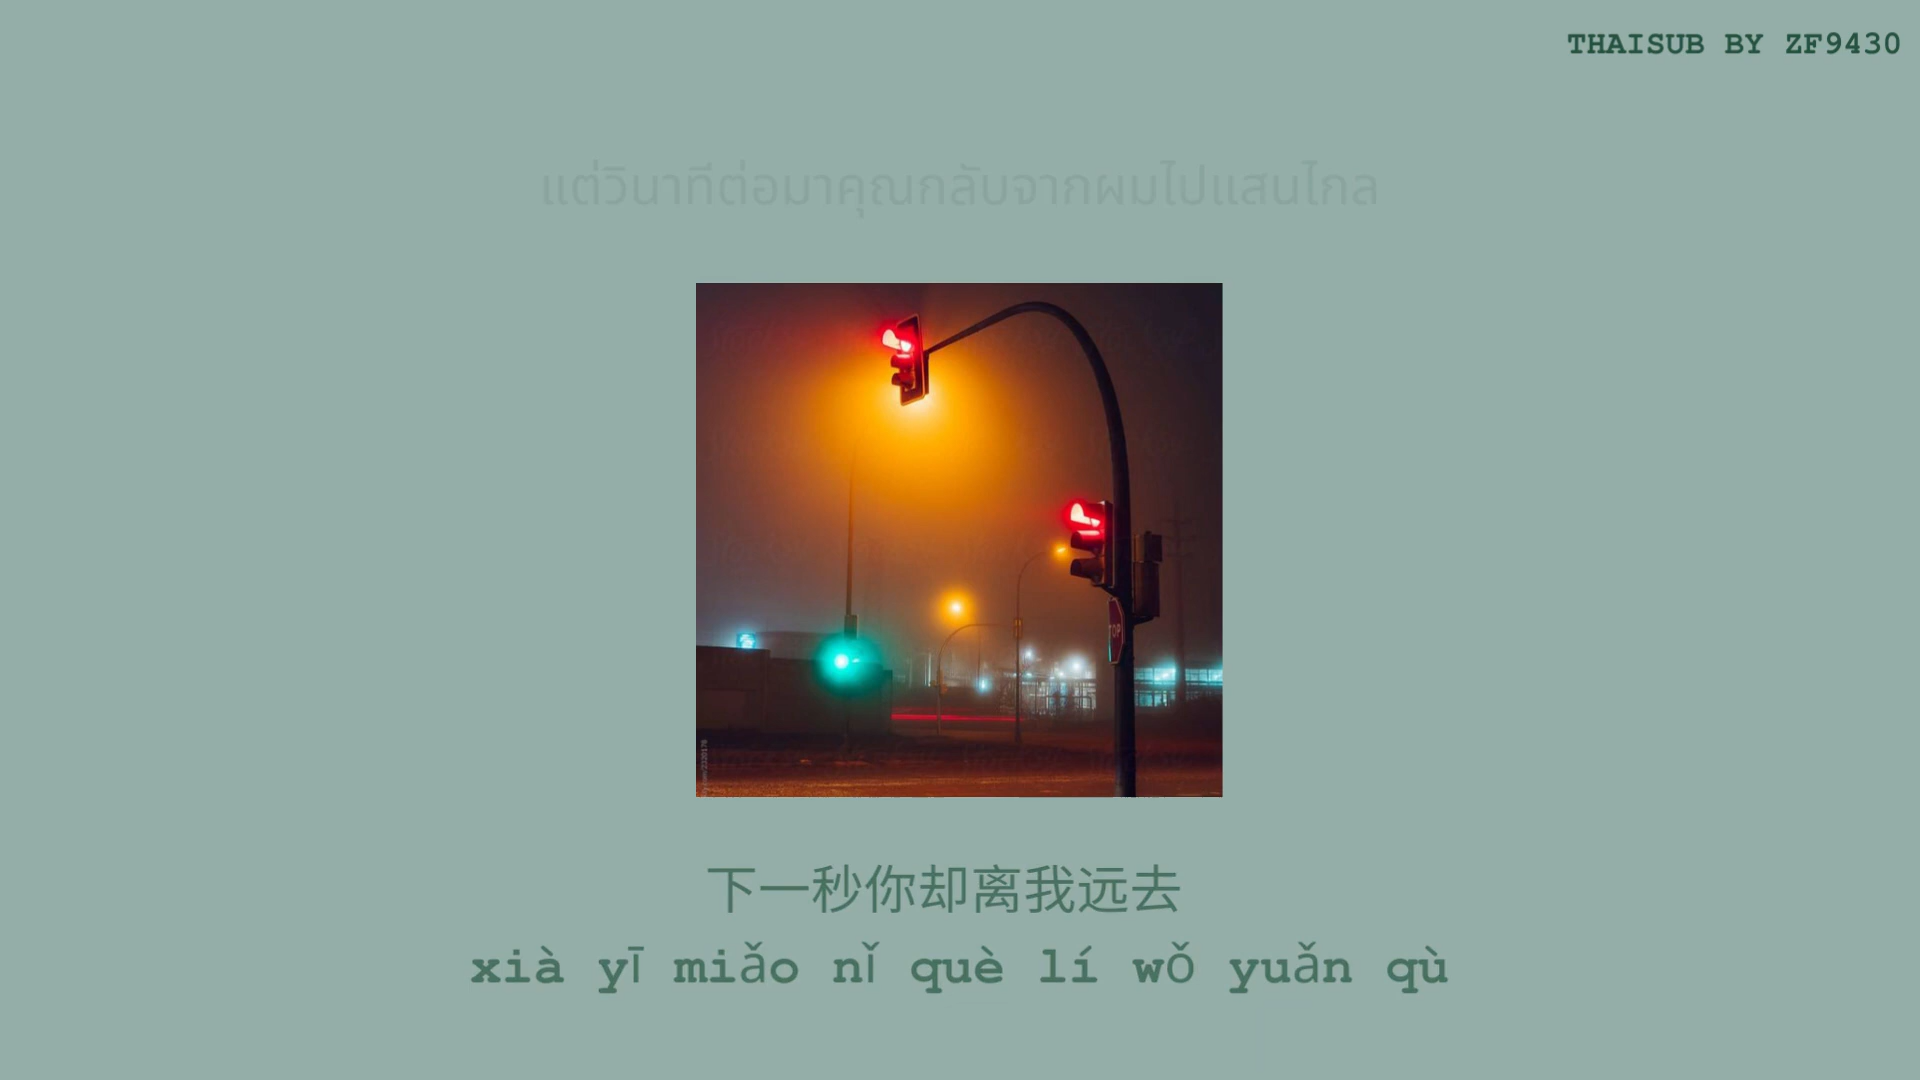 THAISUB BY ZF9430
แต่วินาทีต่อมาคุณกลับจากผมไปแสนไกล
TOP
下一秒你却离我远去
xià yī miǎo nǐ què lí wǒ yuǎn qù